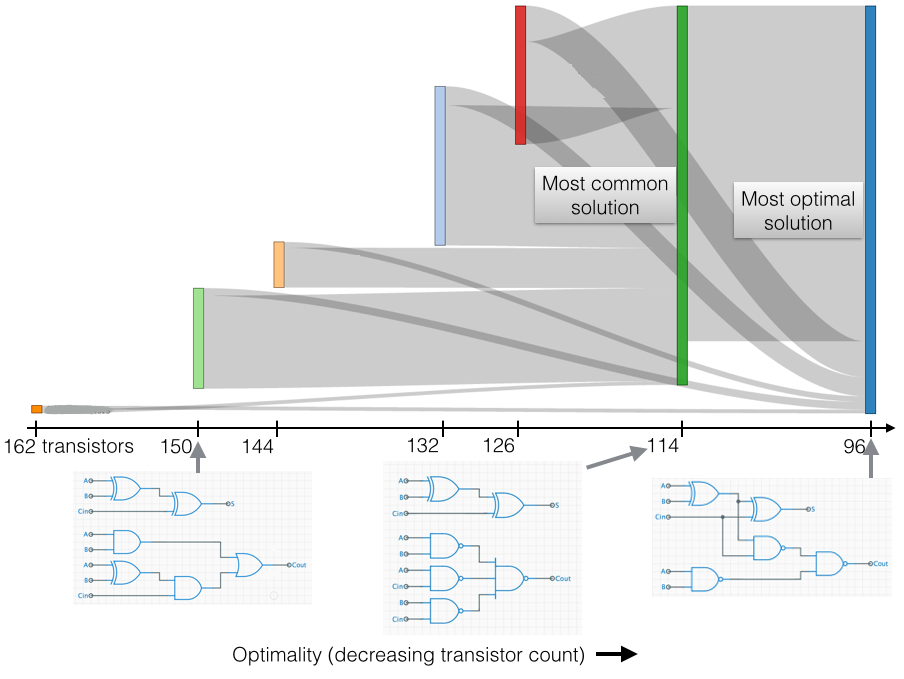 Most common
solution
Most optimal
solution
162 transistors
150
144
132
126
114
96
A
B
Cin
S
A
B
A
B
Cin
Cout
A
B
Cin
S
A
B
A
Cin
B
Cin
Cout
A
B
Cin
S
A
B
Cout
Optimality (decreasing transistor count)